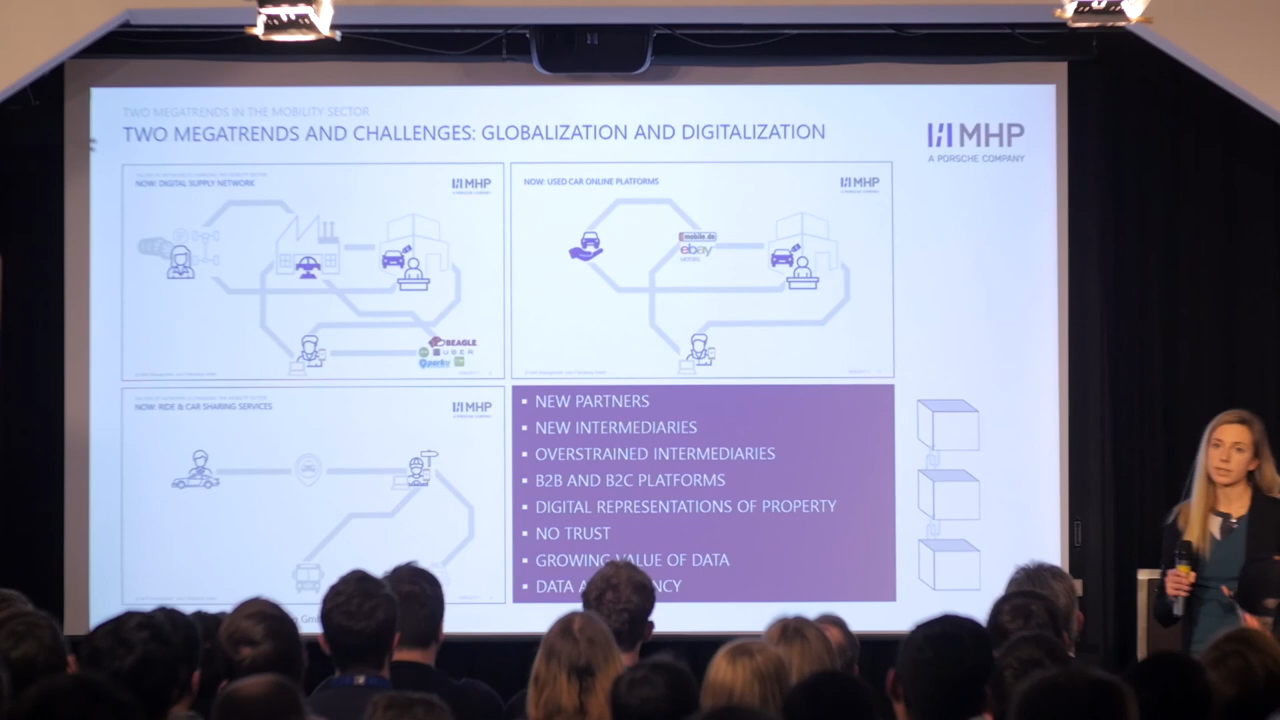 TWO MEGATRENDS IN THE MOBILITY SECTOR
TWO MEGATRENDS AND CHALLENGES: GLOBALIZATION AND DIGITALIZATION
MHP
A PORSCHE COMPANY
NOW: DIGITAL SUPPLY NETWORK
MHP
BEAGLE
UBER
NOW: USED CAR ONLINE PLATFORMS
MHP
mobile.de
ebay
MOTORS
NOW: RIDE & CAR SHARING SERVICES
MHP
▪ NEW PARTNERS
▪ NEW INTERMEDIARIES
▪ OVERSTRAINED INTERMEDIARIES
▪ B2B AND B2C PLATFORMS
▪ DIGITAL REPRESENTATIONS OF PROPERTY
▪ NO TRUST
▪ GROWING VALUE OF DATA
▪ DATA